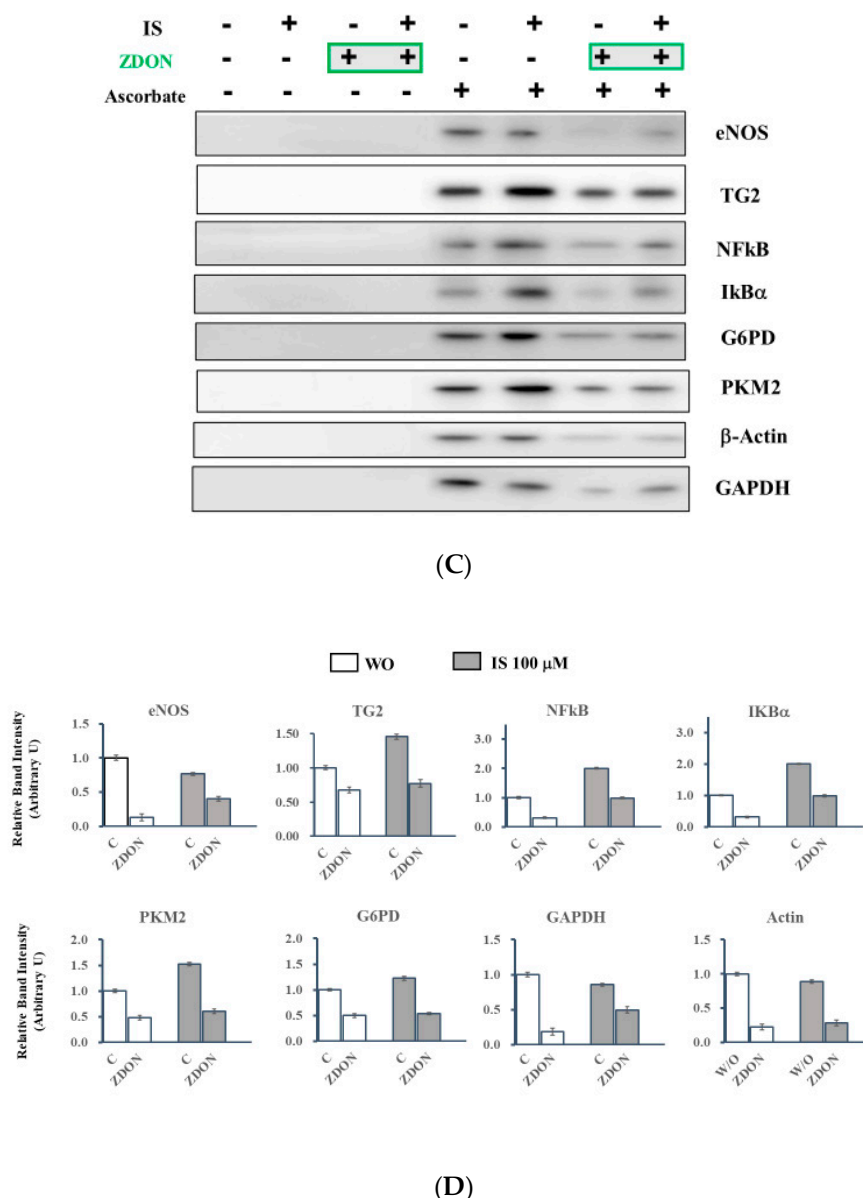 IS - + - + - + - +
ZDON - - + + - - + +
Ascorbate - - - - + + + +
eNOS
TG2
NFkB
IkBα
G6PD
PKM2
β-Actin
GAPDH
(C)
WO IS 100 μM
eNOS TG2 NFkB IKBα
Relative Band Intensity
(Arbitrary U)
1.5 1.50 3.0 3.0
1.0 1.00 2.0 2.0
0.5 0.50 1.0 1.0
0.0 0.00 0.0 0.0
C ZDON C ZDON C ZDON C ZDON C ZDON C ZDON C ZDON C ZDON
PKM2 G6PD GAPDH Actin
Relative Band Intensity
(Arbitrary U)
2.0 2.0 1.5 1.5
1.5 1.5 1.0 1.0
1.0 1.0 0.5 0.5
0.5 0.5 0.0 0.0
0.0 0.0
C ZDON C ZDON C ZDON C ZDON C ZDON C ZDON W/O ZDON W/O ZDON
(D)